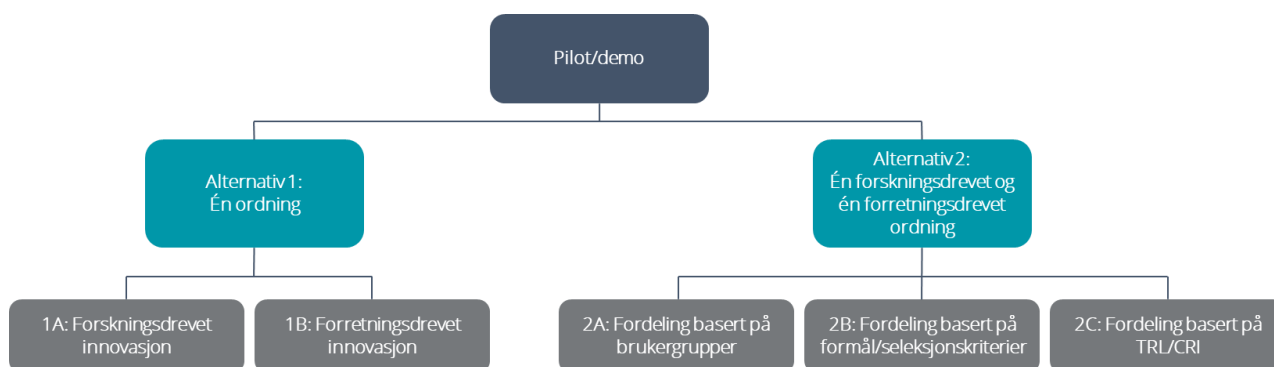 Pilot/demo
Alternativ 1:
Én ordning
Alternativ 2:
Én forskningsdrevet og
én forretningsdrevet
ordning
1A: Forskningsdrevet
innovasjon
1B: Forretningsdrevet
innovasjon
2A: Fordeling basert på
brukergrupper
2B: Fordeling basert på
formål/seleksjonskriterier
2C: Fordeling basert på
TRL/CRI